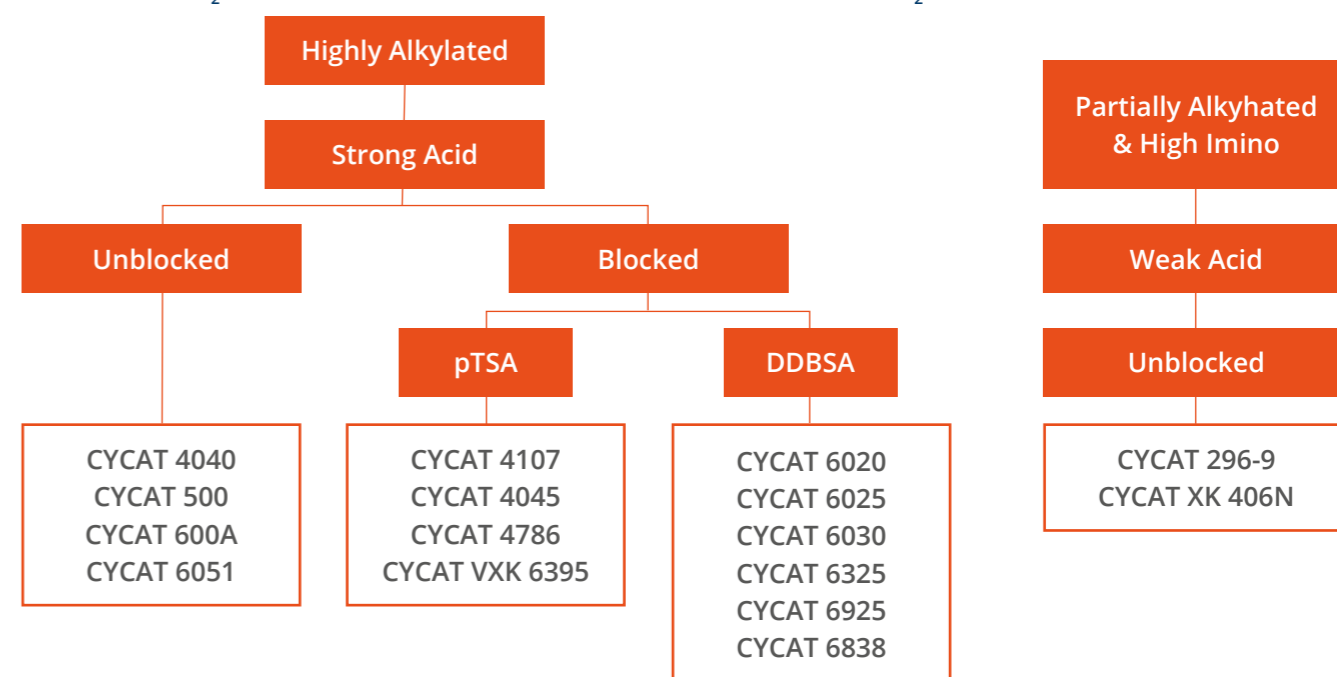 2
2
Highly Alkylated
Strong Acid
Unblocked
Blocked
pTSA
DDBSA
CYCAT 4040
CYCAT 500
CYCAT 600A
CYCAT 6051
CYCAT 4107
CYCAT 4045
CYCAT 4786
CYCAT VXK 6395
CYCAT 6020
CYCAT 6025
CYCAT 6030
CYCAT 6325
CYCAT 6925
CYCAT 6838
Partially Alkyhated
& High Imino
Weak Acid
Unblocked
CYCAT 296-9
CYCAT XK 406N